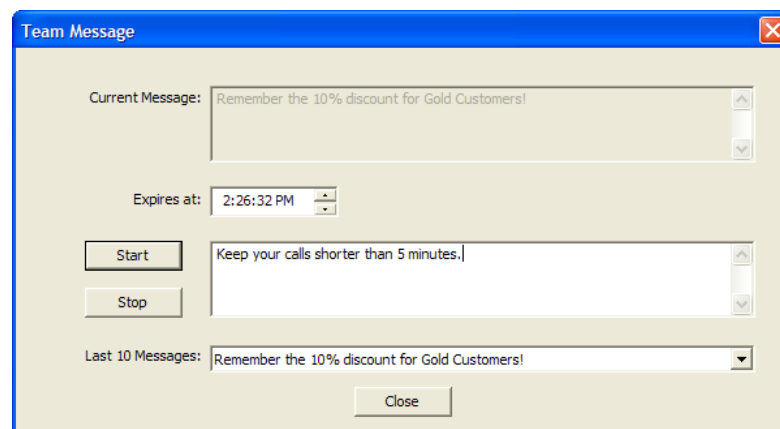 Team Message
Current Message: Remember the 10% discount for Gold Customers!
Expires at: 2:26:32 PM
Start Keep your calls shorter than 5 minutes.
Stop
Last 10 Messages: Remember the 10% discount for Gold Customers!
Close